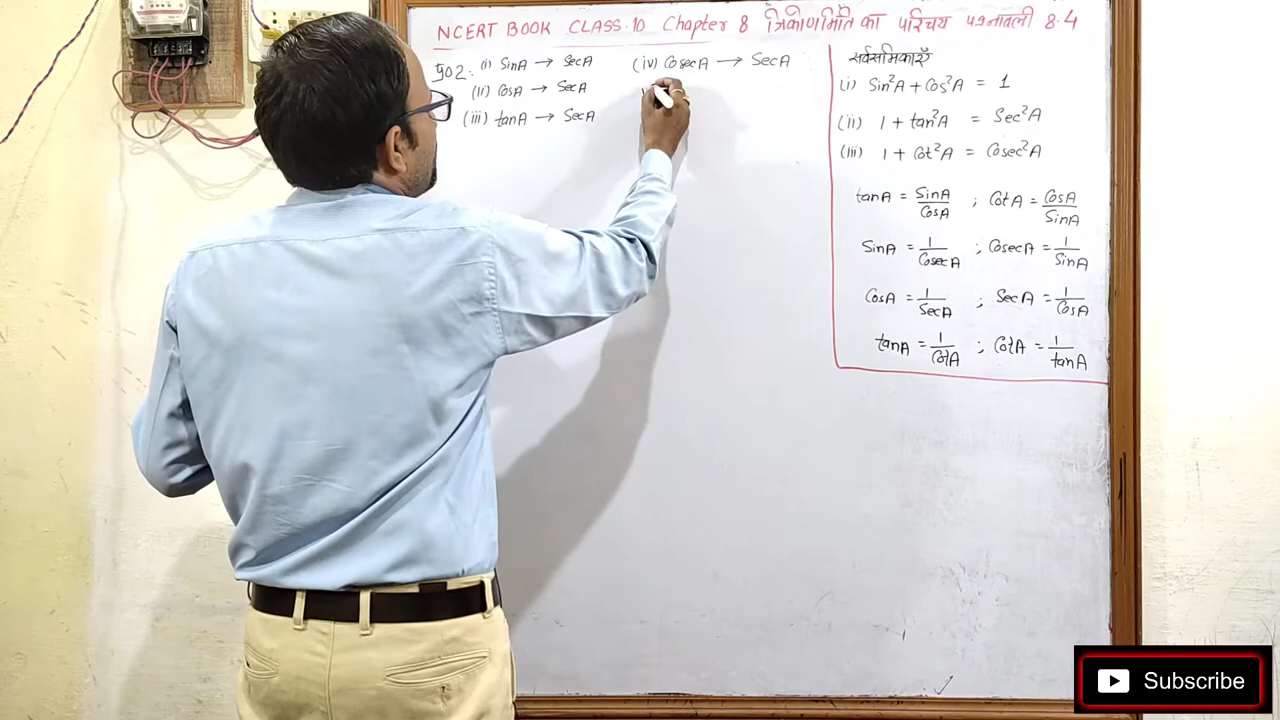 NCERT BOOK CLASS.10 Chapter 8 त्रिकोणमिति का परिचय प्रश्नावली 8.4
प्र02. (i) SinA → SecA
(ii) CosA → SecA
(iii) tanA → SecA
(iv) CosecA → SecA
सर्वसमिकाएँ
(i) Sin²A + Cos²A = 1
(ii) 1 + tan²A = Sec²A
(iii) 1 + Cot²A = Cosec²A
tanA = SinA/CosA ; CotA = CosA/SinA
SinA = 1/CosecA ; CosecA = 1/SinA
CosA = 1/SecA ; SecA = 1/CosA
tanA = 1/CotA ; CotA = 1/tanA
Subscribe